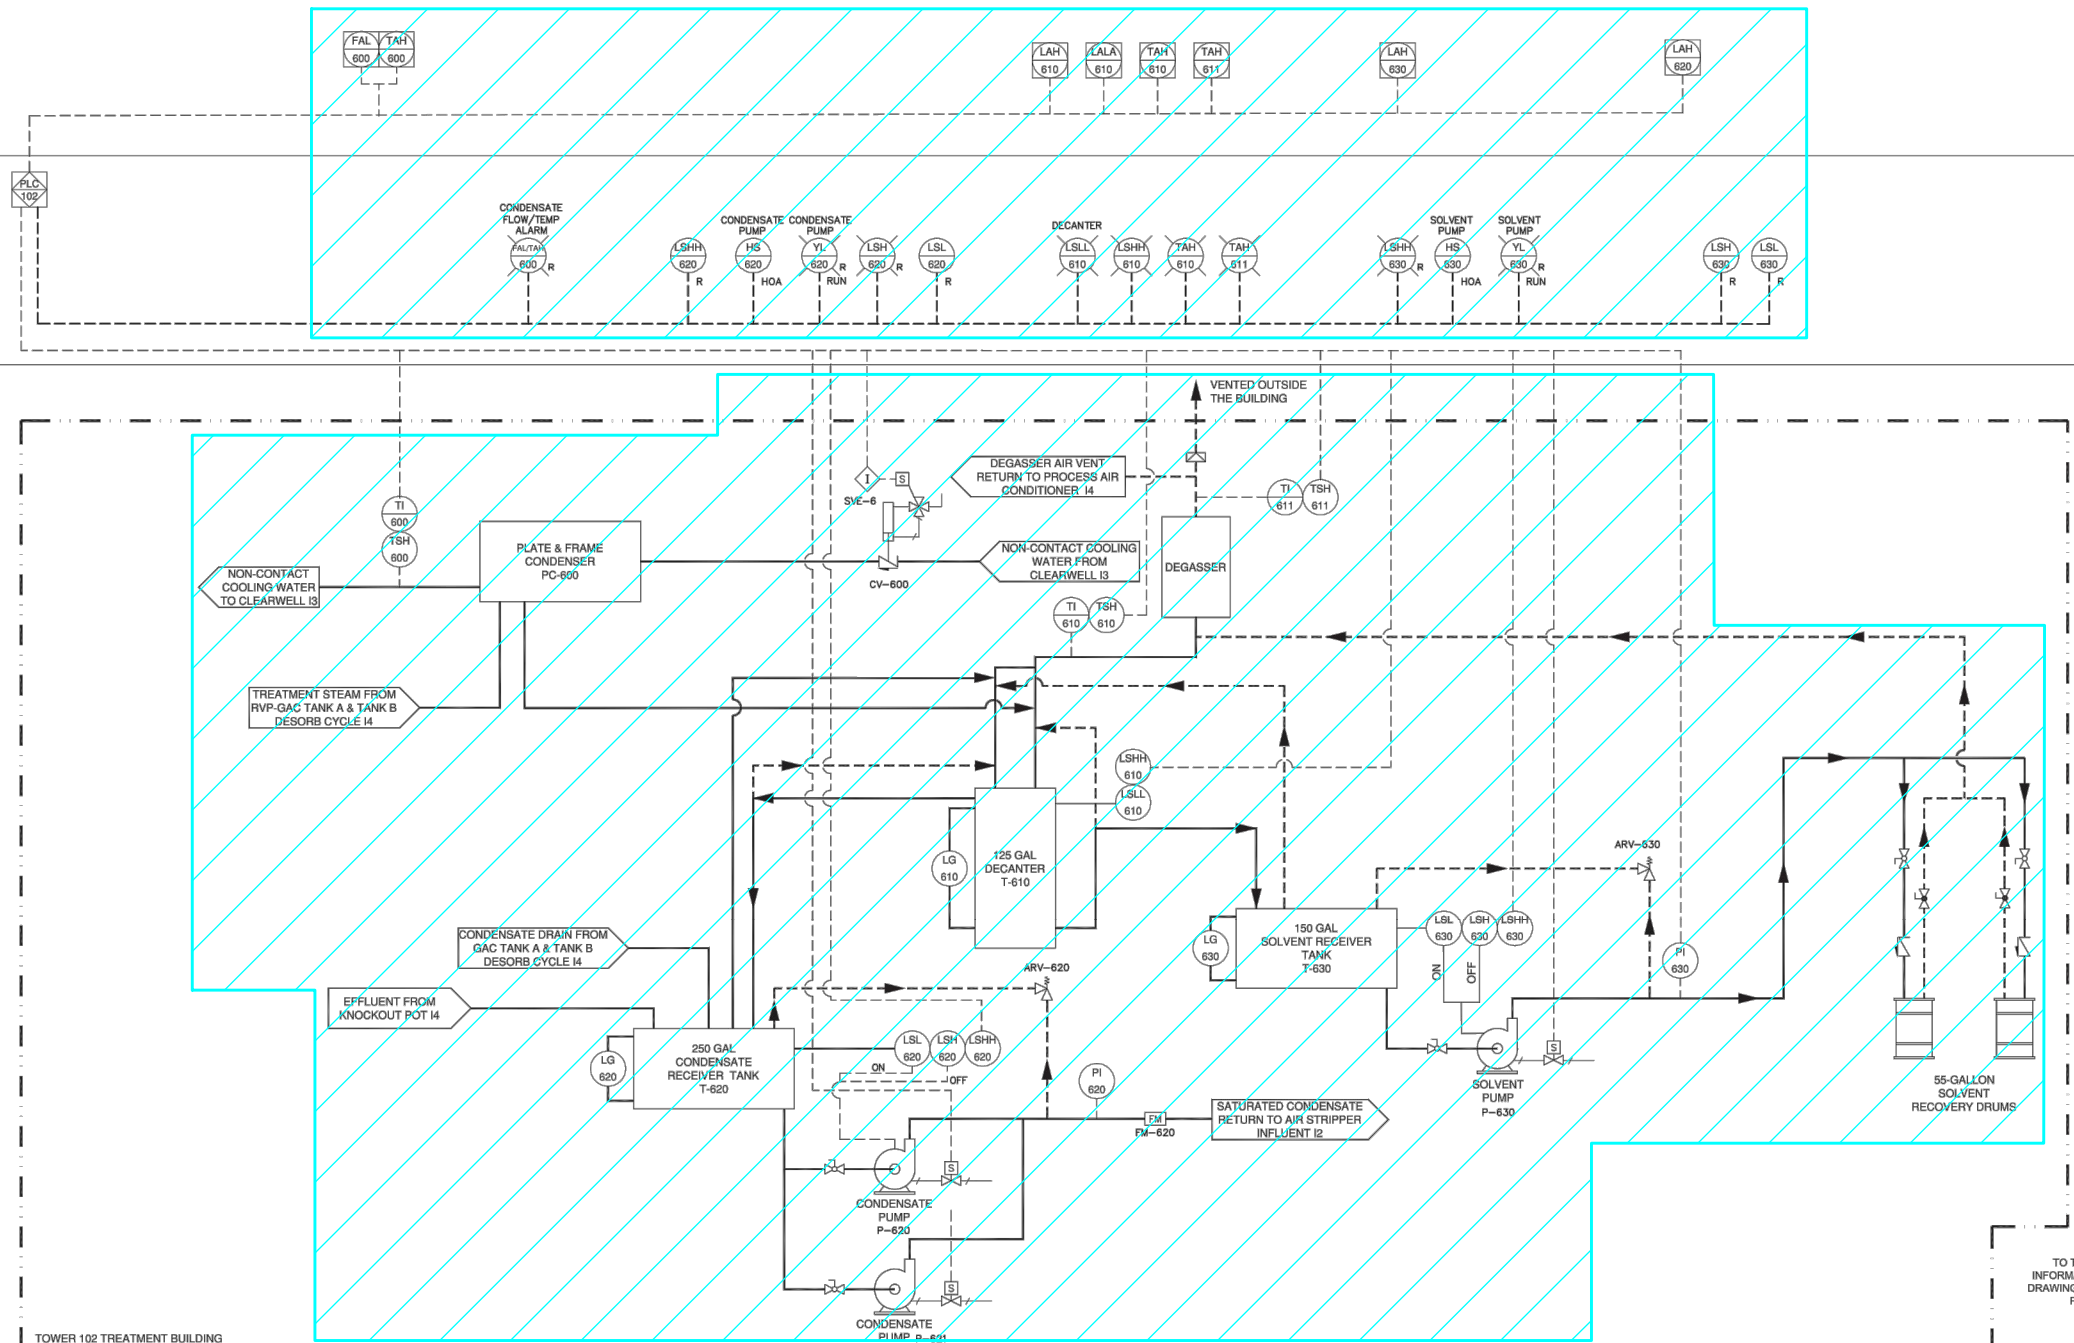 FAL
600
TAH
600
LAH
610
LALA
610
TAH
610
TAH
611
LAH
630
LAH
620
PLC
102
CONDENSATE
FLOW/TEMP
ALARM
FAL/TAH
600
R
LSHH
620
R
CONDENSATE
PUMP
HS
620
HOA
CONDENSATE
PUMP
YL
620
R
RUN
LSH
620
R
LSL
620
R
DECANTER
LSLL
610
LSHH
610
TAH
610
TAH
611
LSHH
630
R
SOLVENT
PUMP
HS
630
HOA
SOLVENT
PUMP
YL
630
R
RUN
LSH
630
R
LSL
630
R
VENTED OUTSIDE
THE BUILDING
DEGASSER AIR VENT
RETURN TO PROCESS AIR
CONDITIONER I4
I
S
SVE-6
TI
611
TSH
611
TI
600
TSH
600
PLATE & FRAME
CONDENSER
PC-600
CV-600
NON-CONTACT COOLING
WATER FROM
CLEARWELL I3
DEGASSER
NON-CONTACT
COOLING WATER
TO CLEARWELL I3
TI
610
TSH
610
TREATMENT STEAM FROM
RVP-GAC TANK A & TANK B
DESORB CYCLE I4
LSHH
610
LSLL
610
LG
610
125 GAL
DECANTER
T-610
ARV-630
CONDENSATE DRAIN FROM
GAC TANK A & TANK B
DESORB CYCLE I4
LG
630
150 GAL
SOLVENT RECEIVER
TANK
T-630
LSL
630
LSH
630
LSHH
630
ON
OFF
PI
630
ARV-620
EFFLUENT FROM
KNOCKOUT POT I4
LG
620
250 GAL
CONDENSATE
RECEIVER TANK
T-620
LSL
620
LSH
620
LSHH
620
ON
OFF
PI
620
S
SOLVENT
PUMP
P-630
55-GALLON
SOLVENT
RECOVERY DRUMS
FM
FM-620
SATURATED CONDENSATE
RETURN TO AIR STRIPPER
INFLUENT I2
S
CONDENSATE
PUMP
P-620
S
CONDENSATE
PUMP P-621
TO T
INFORMA
DRAWING
TOWER 102 TREATMENT BUILDING